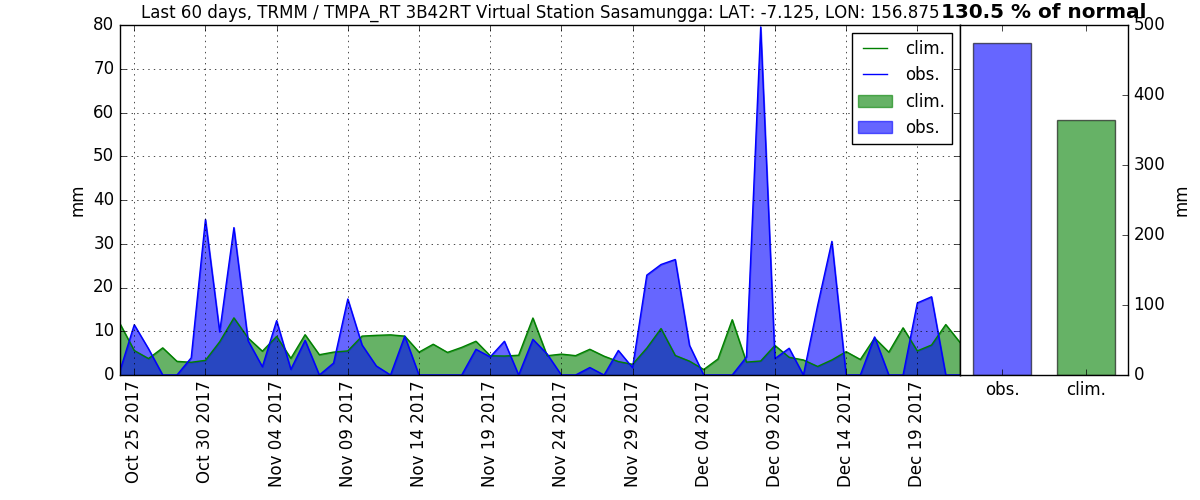 Last 60 days, TRMM / TMPA_RT 3B42RT Virtual Station Sasamungga: LAT: -7.125, LON: 156.875
130.5 % of normal
80
70
60
50
40
30
20
10
0
mm
clim.
obs.
clim.
obs.
Oct 25 2017
Oct 30 2017
Nov 04 2017
Nov 09 2017
Nov 14 2017
Nov 19 2017
Nov 24 2017
Nov 29 2017
Dec 04 2017
Dec 09 2017
Dec 14 2017
Dec 19 2017
500
400
300
200
100
0
mm
obs.
clim.